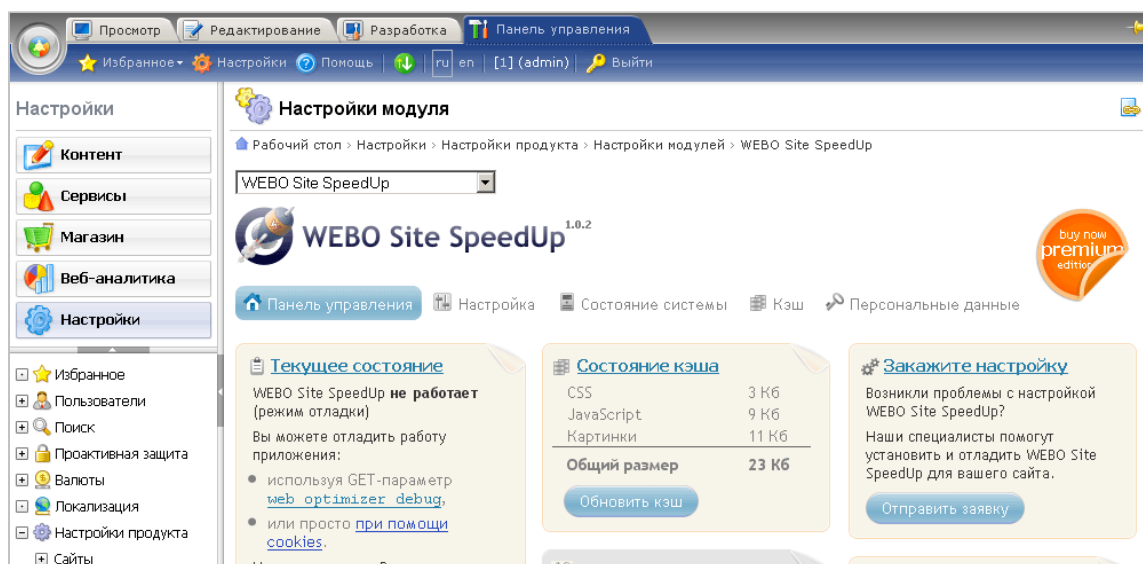 Просмотр Редактирование Разработка Панель управления
Избранное Настройки Помощь ru en [1] (admin) Выйти
Настройки
Контент
Сервисы
Магазин
Веб-аналитика
Настройки
Избранное
Пользователи
Поиск
Проактивная защита
Валюты
Локализация
Настройки продукта
Сайты
Настройки модуля
Рабочий стол › Настройки › Настройки продукта › Настройки модулей › WEBO Site SpeedUp
WEBO Site SpeedUp
WEBO Site SpeedUp 1.0.2
buy now
premium
edition
Панель управления Настройка Состояние системы Кэш Персональные данные
Текущее состояние
WEBO Site SpeedUp не работает
(режим отладки)
Вы можете отладить работу
приложения:
используя GET-параметр
web_optimizer_debug,
или просто при помощи
cookies.
Состояние кэша
CSS 3 Кб
JavaScript 9 Кб
Картинки 11 Кб
Общий размер 23 Кб
Обновить кэш
Закажите настройку
Возникли проблемы с настройкой
WEBO Site SpeedUp?
Наши специалисты помогут
установить и отладить WEBO Site
SpeedUp для вашего сайта.
Отправить заявку